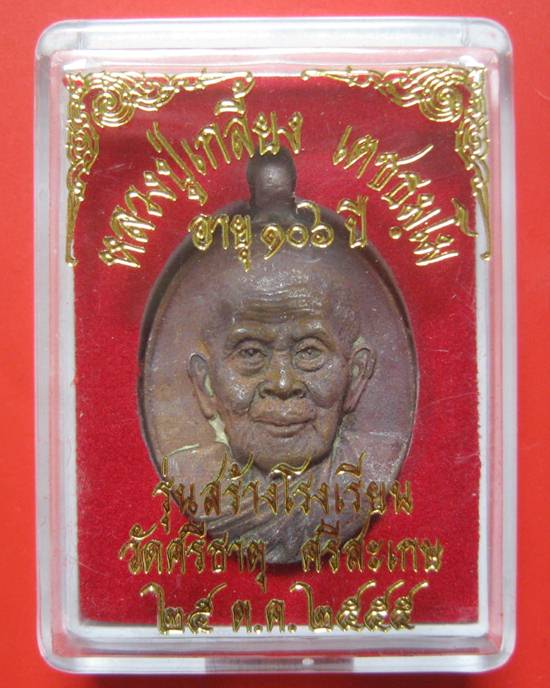 หลวงปู่เกลี้ยง เตชธมฺโม
อายุ ๑๐๖ ปี
รุ่นสร้างโรงเรียน
วัดศรีธาตุ ศรีสะเกษ
๒๕ ต.ค. ๒๕๕๕